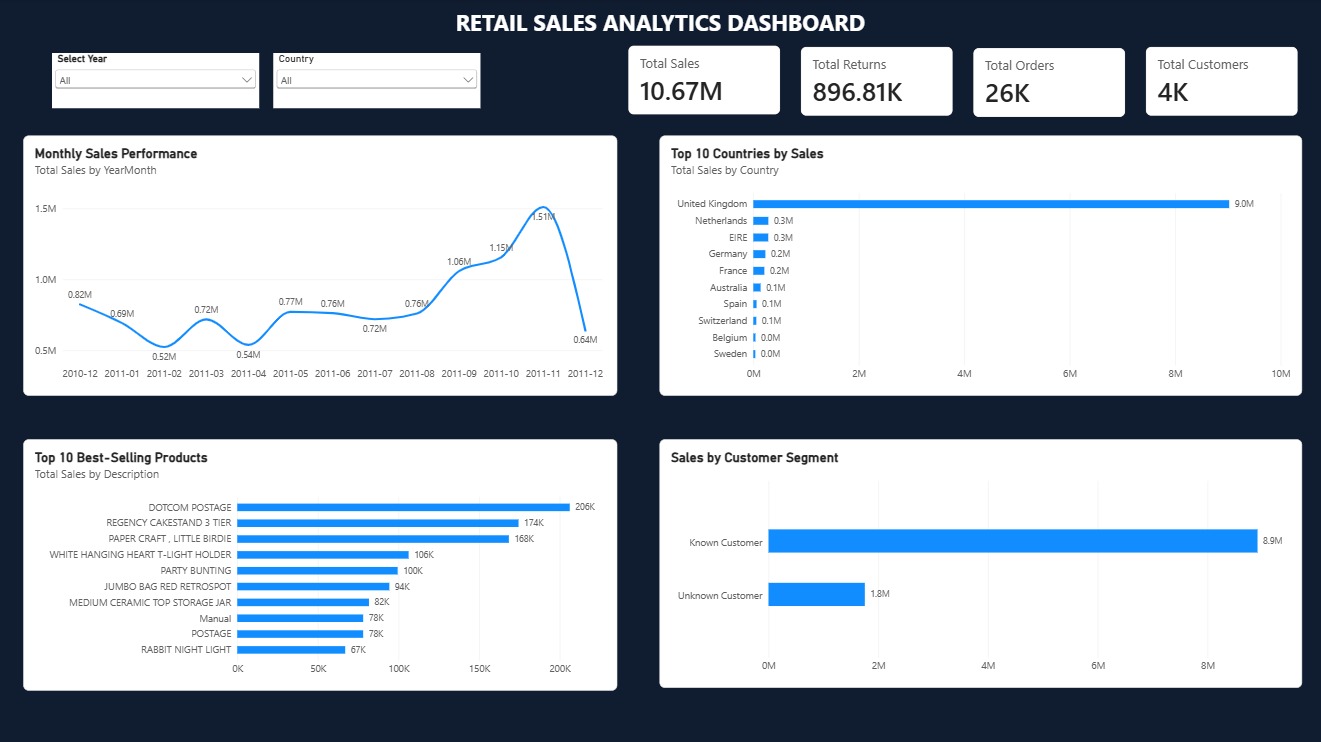 RETAIL SALES ANALYTICS DASHBOARD
Select Year
All
Country
All
Total Sales
10.67M
Total Returns
896.81K
Total Orders
26K
Total Customers
4K
Monthly Sales Performance
Total Sales by YearMonth
1.5M
1.0M
0.5M
0.82M
0.69M
0.52M
0.72M
0.54M
0.77M
0.76M
0.72M
0.76M
1.06M
1.15M
1.51M
0.64M
2010-12 2011-01 2011-02 2011-03 2011-04 2011-05 2011-06 2011-07 2011-08 2011-09 2011-10 2011-11 2011-12
Top 10 Countries by Sales
Total Sales by Country
United Kingdom 9.0M
Netherlands 0.3M
EIRE 0.3M
Germany 0.2M
France 0.2M
Australia 0.1M
Spain 0.1M
Switzerland 0.1M
Belgium 0.0M
Sweden 0.0M
0M 2M 4M 6M 8M 10M
Top 10 Best-Selling Products
Total Sales by Description
DOTCOM POSTAGE 206K
REGENCY CAKESTAND 3 TIER 174K
PAPER CRAFT , LITTLE BIRDIE 168K
WHITE HANGING HEART T-LIGHT HOLDER 106K
PARTY BUNTING 100K
JUMBO BAG RED RETROSPOT 94K
MEDIUM CERAMIC TOP STORAGE JAR 82K
Manual 78K
POSTAGE 78K
RABBIT NIGHT LIGHT 67K
0K 50K 100K 150K 200K
Sales by Customer Segment
Known Customer 8.9M
Unknown Customer 1.8M
0M 2M 4M 6M 8M